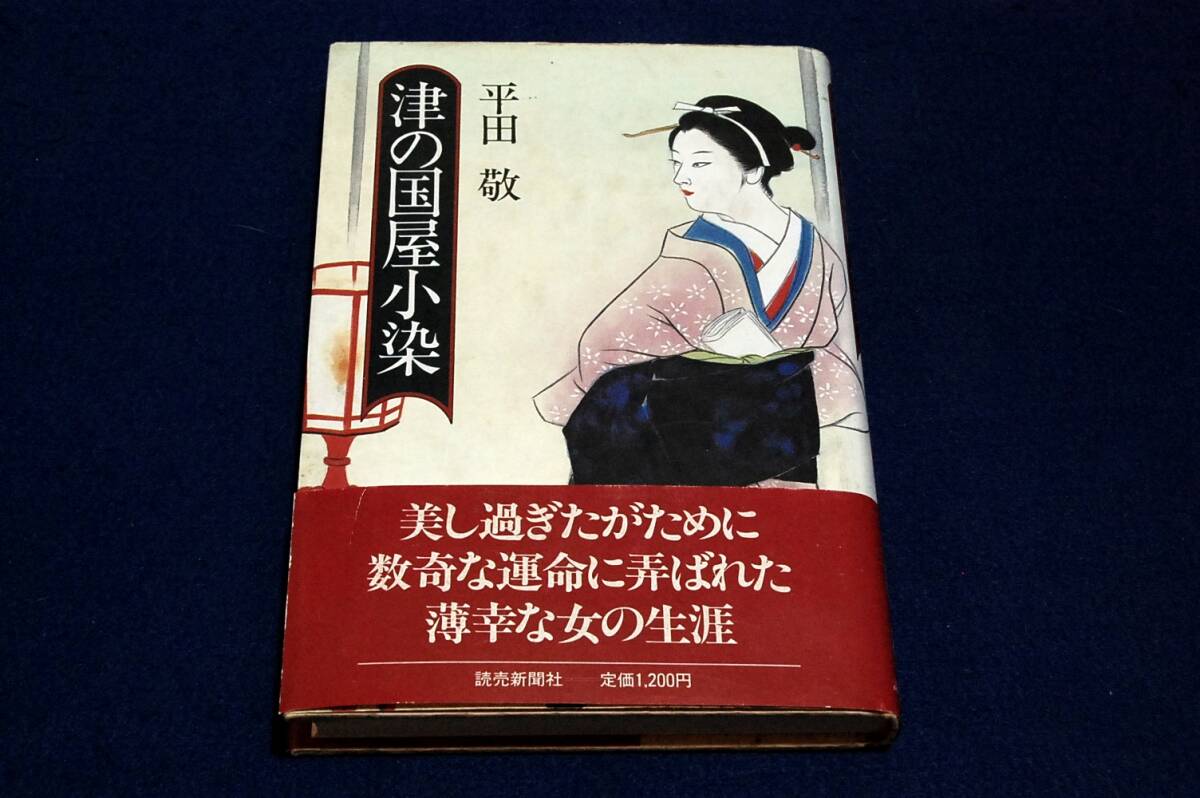 平田 敬
津の国屋小染
美し過ぎたがために
数奇な運命に弄ばれた
薄幸な女の生涯
読売新聞社 定価1,200円